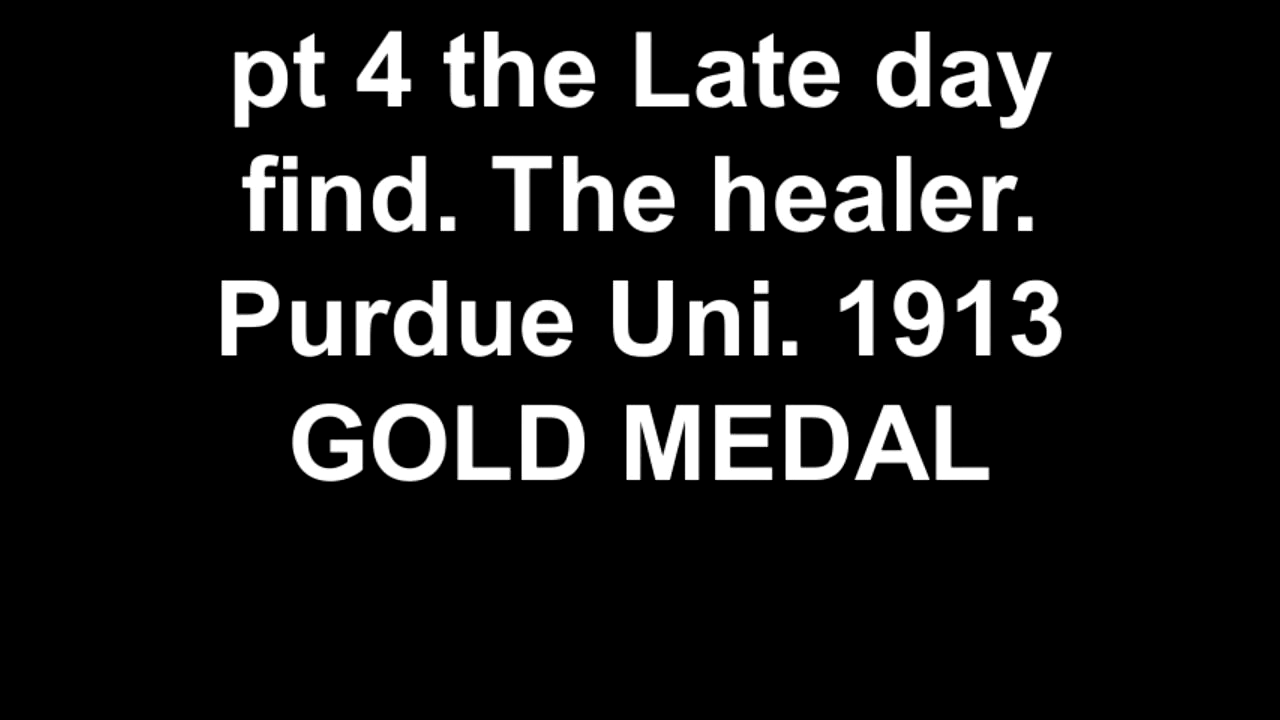 pt 4 the Late day
find. The healer.
Purdue Uni. 1913
GOLD MEDAL